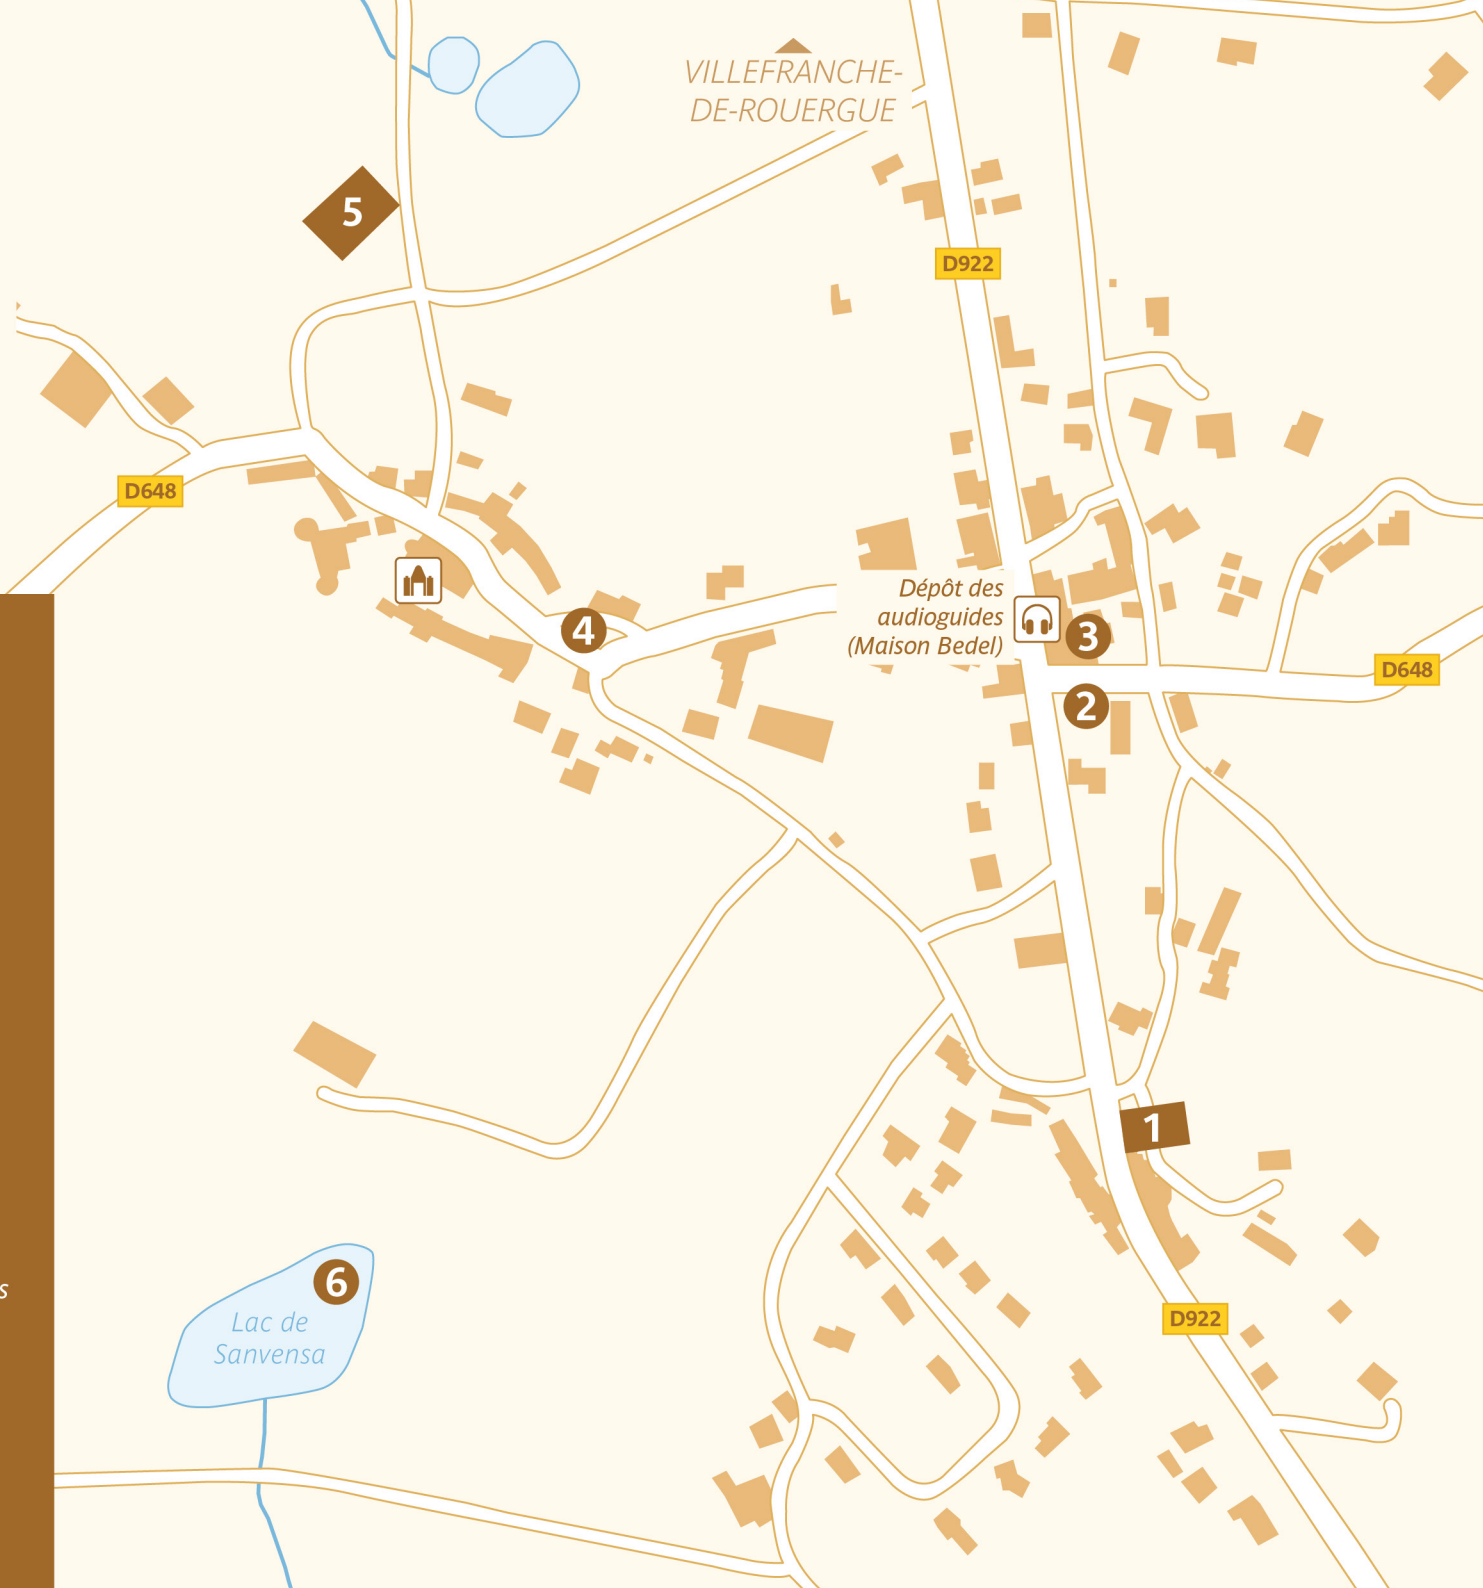 VILLEFRANCHE-
DE-ROUERGUE
5
D922
D648
Dépôt des
audioguides
(Maison Bedel)
4
3
D648
2
1
s
6
Lac de
Sanvensa
D922